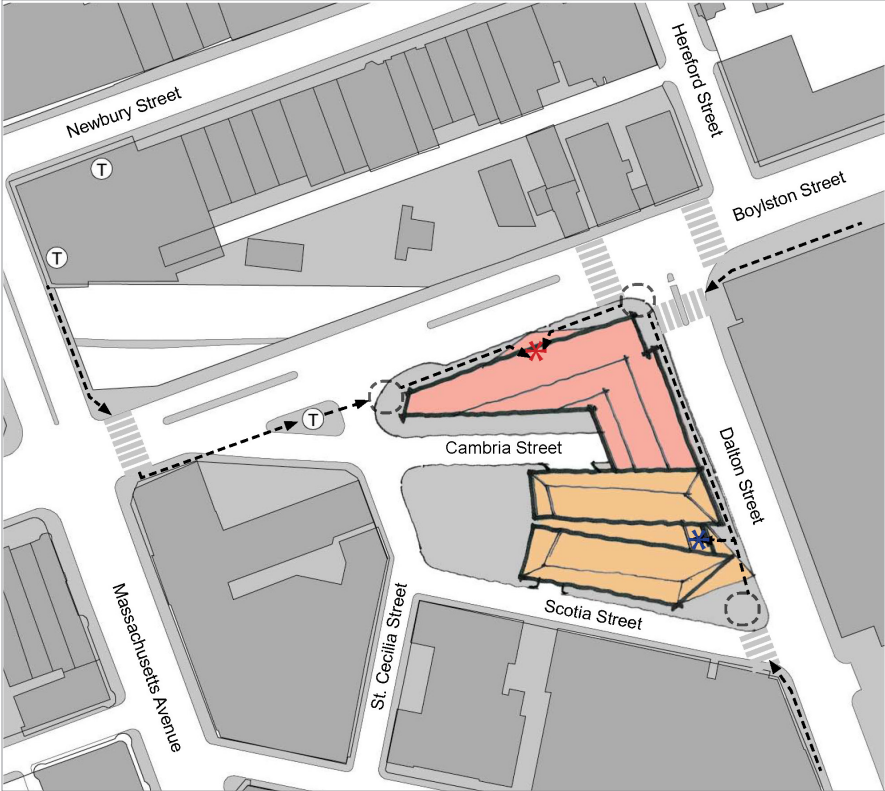 Hereford Street
Newbury Street
T
Boylston Street
T
T
Cambria Street
Dalton Street
Massachusetts Avenue
St. Cecilia Street
Scotia Street